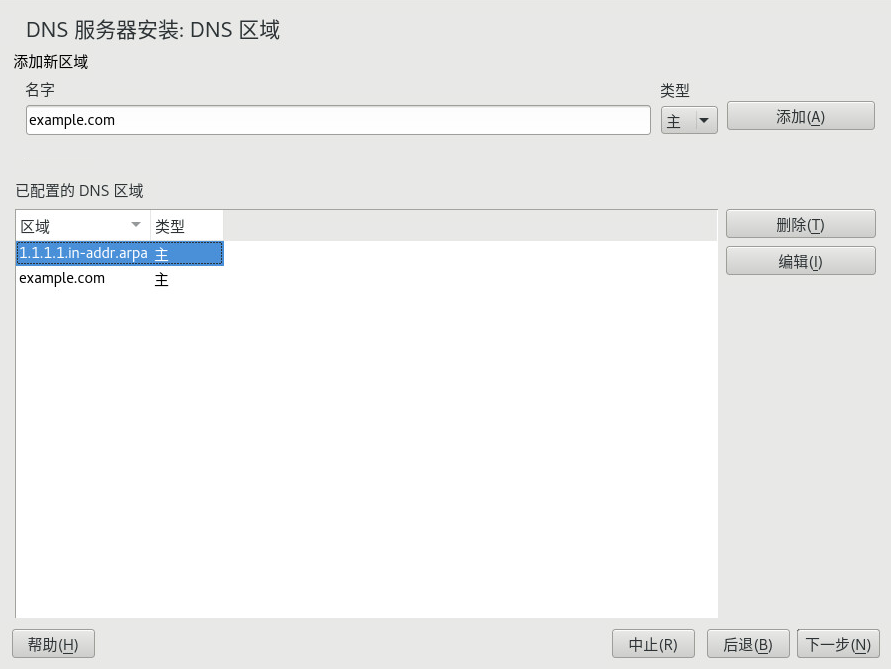 DNS 服务器安装: DNS 区域
添加新区域
名字
类型
example.com
主
添加(A)
已配置的 DNS 区域
区域 类型
1.1.1.1.in-addr.arpa 主
example.com 主
删除(T)
编辑(I)
帮助(H)
中止(R)
后退(B)
下一步(N)